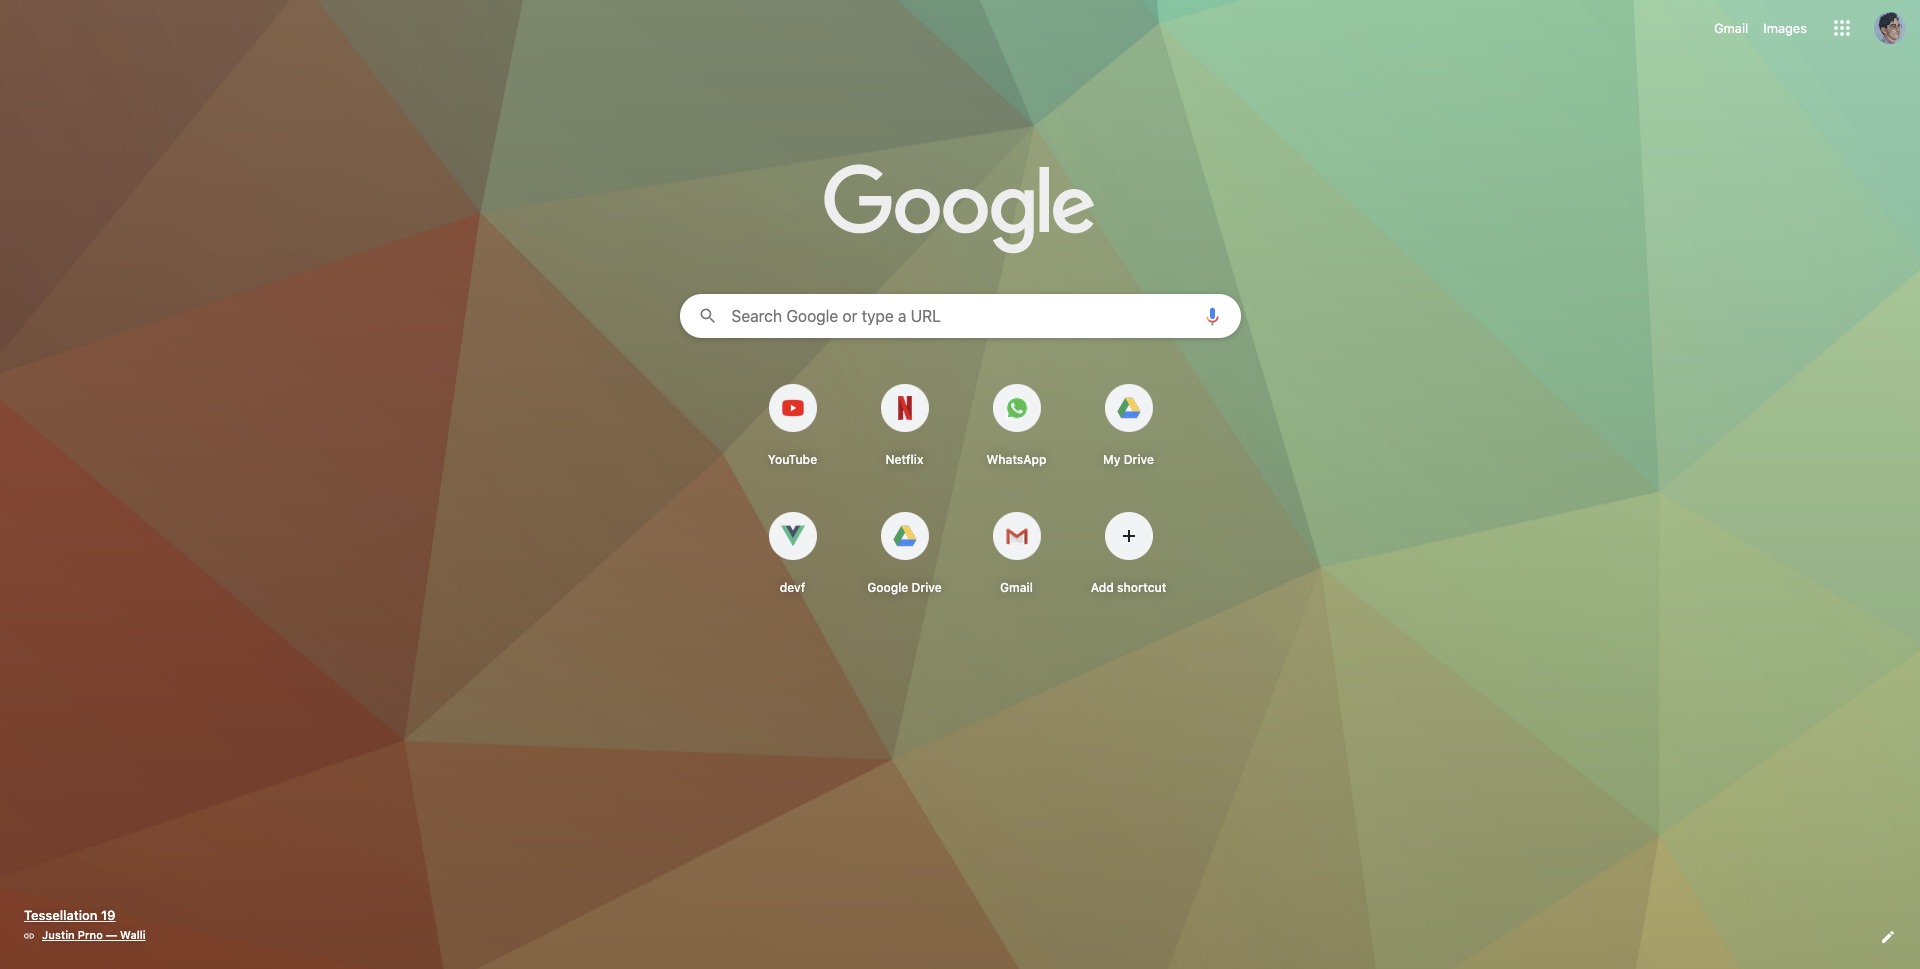 Gmail Images
Google
Search Google or type a URL
YouTube Netflix WhatsApp My Drive
devf Google Drive Gmail Add shortcut
Tessellation 19
Justin Prno — Walli